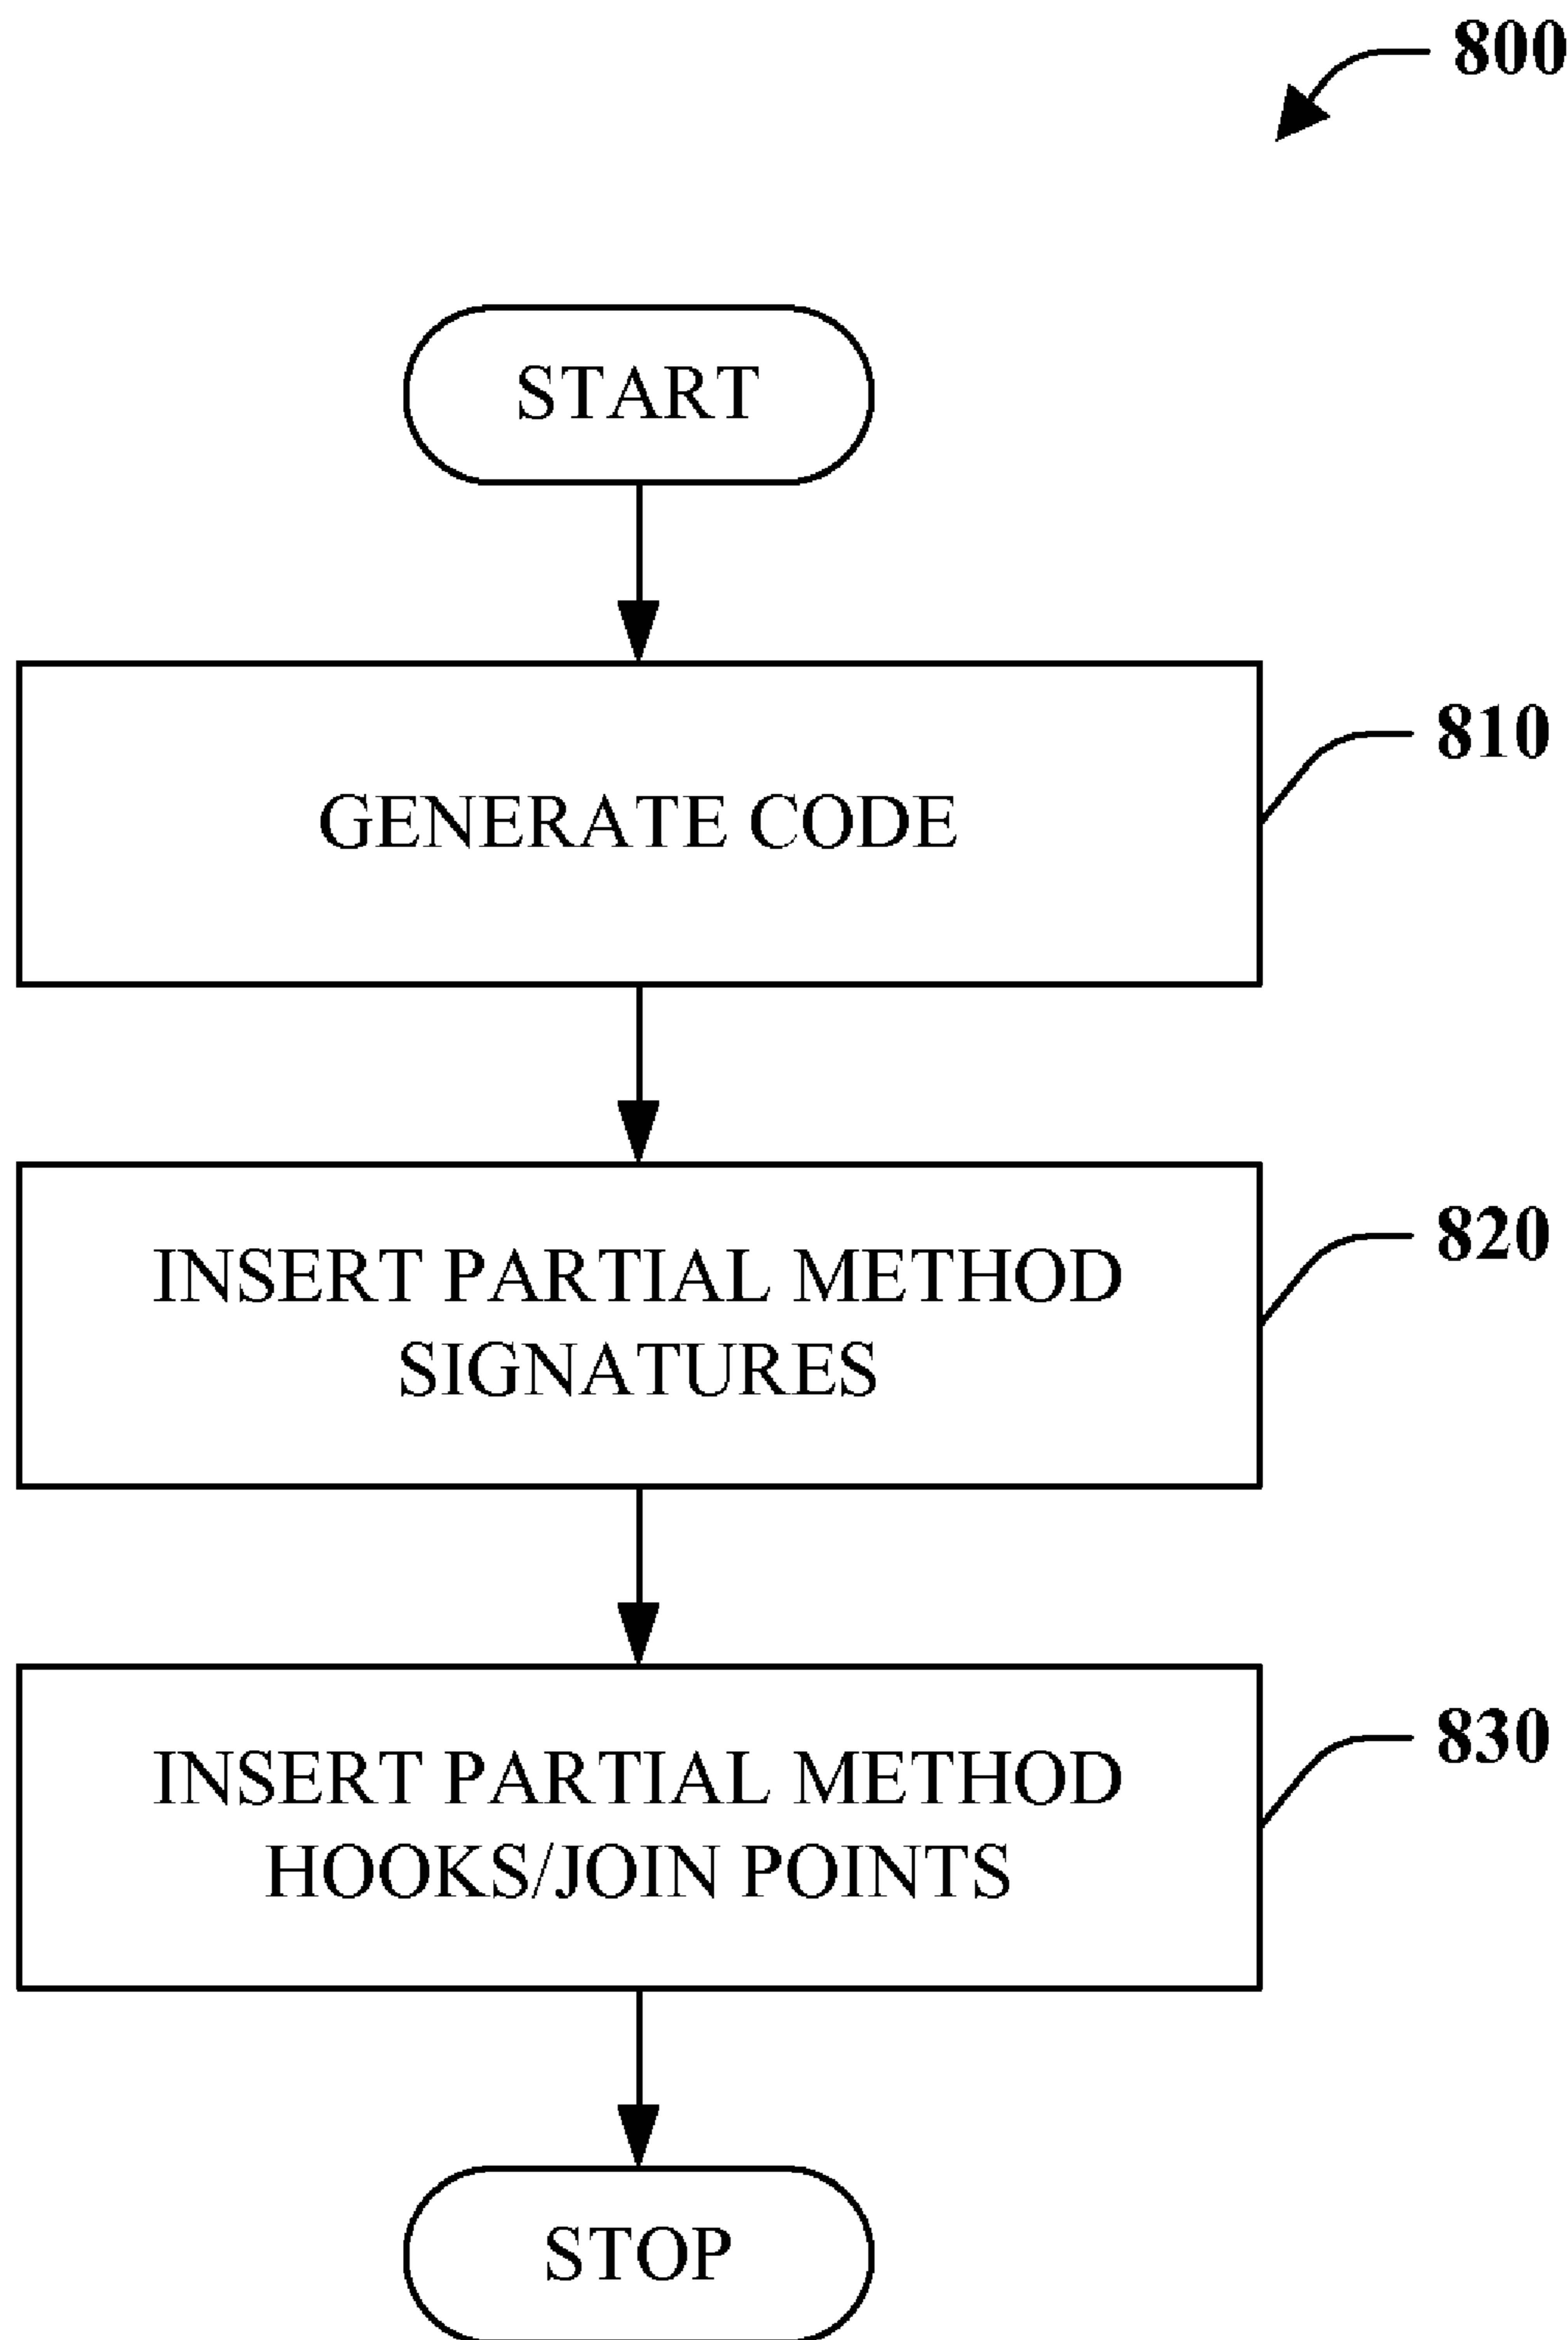 800
START
GENERATE CODE
810
INSERT PARTIAL METHOD
SIGNATURES
820
INSERT PARTIAL METHOD
HOOKS/JOIN POINTS
830
STOP